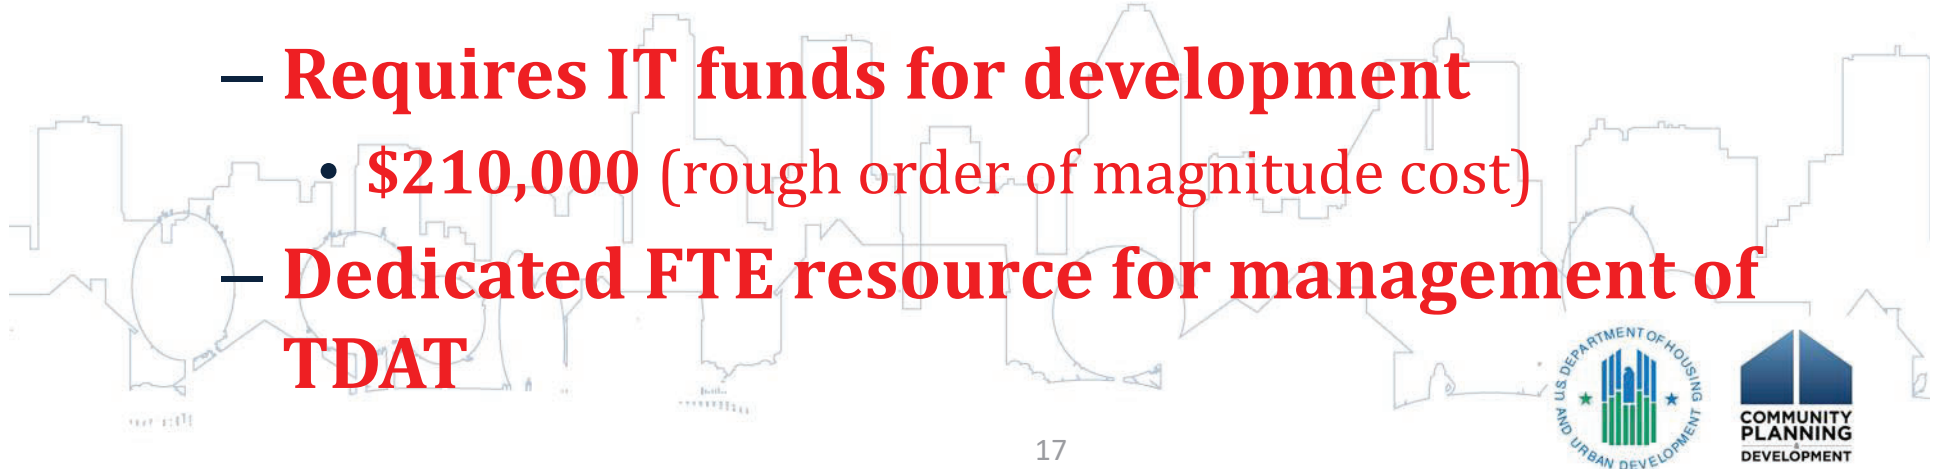 – Requires IT funds for development
• $210,000 (rough order of magnitude cost)
– Dedicated FTE resource for management of
TDAT
17
U.S. DEPARTMENT OF HOUSING AND URBAN DEVELOPMENT
COMMUNITY
PLANNING
&
DEVELOPMENT